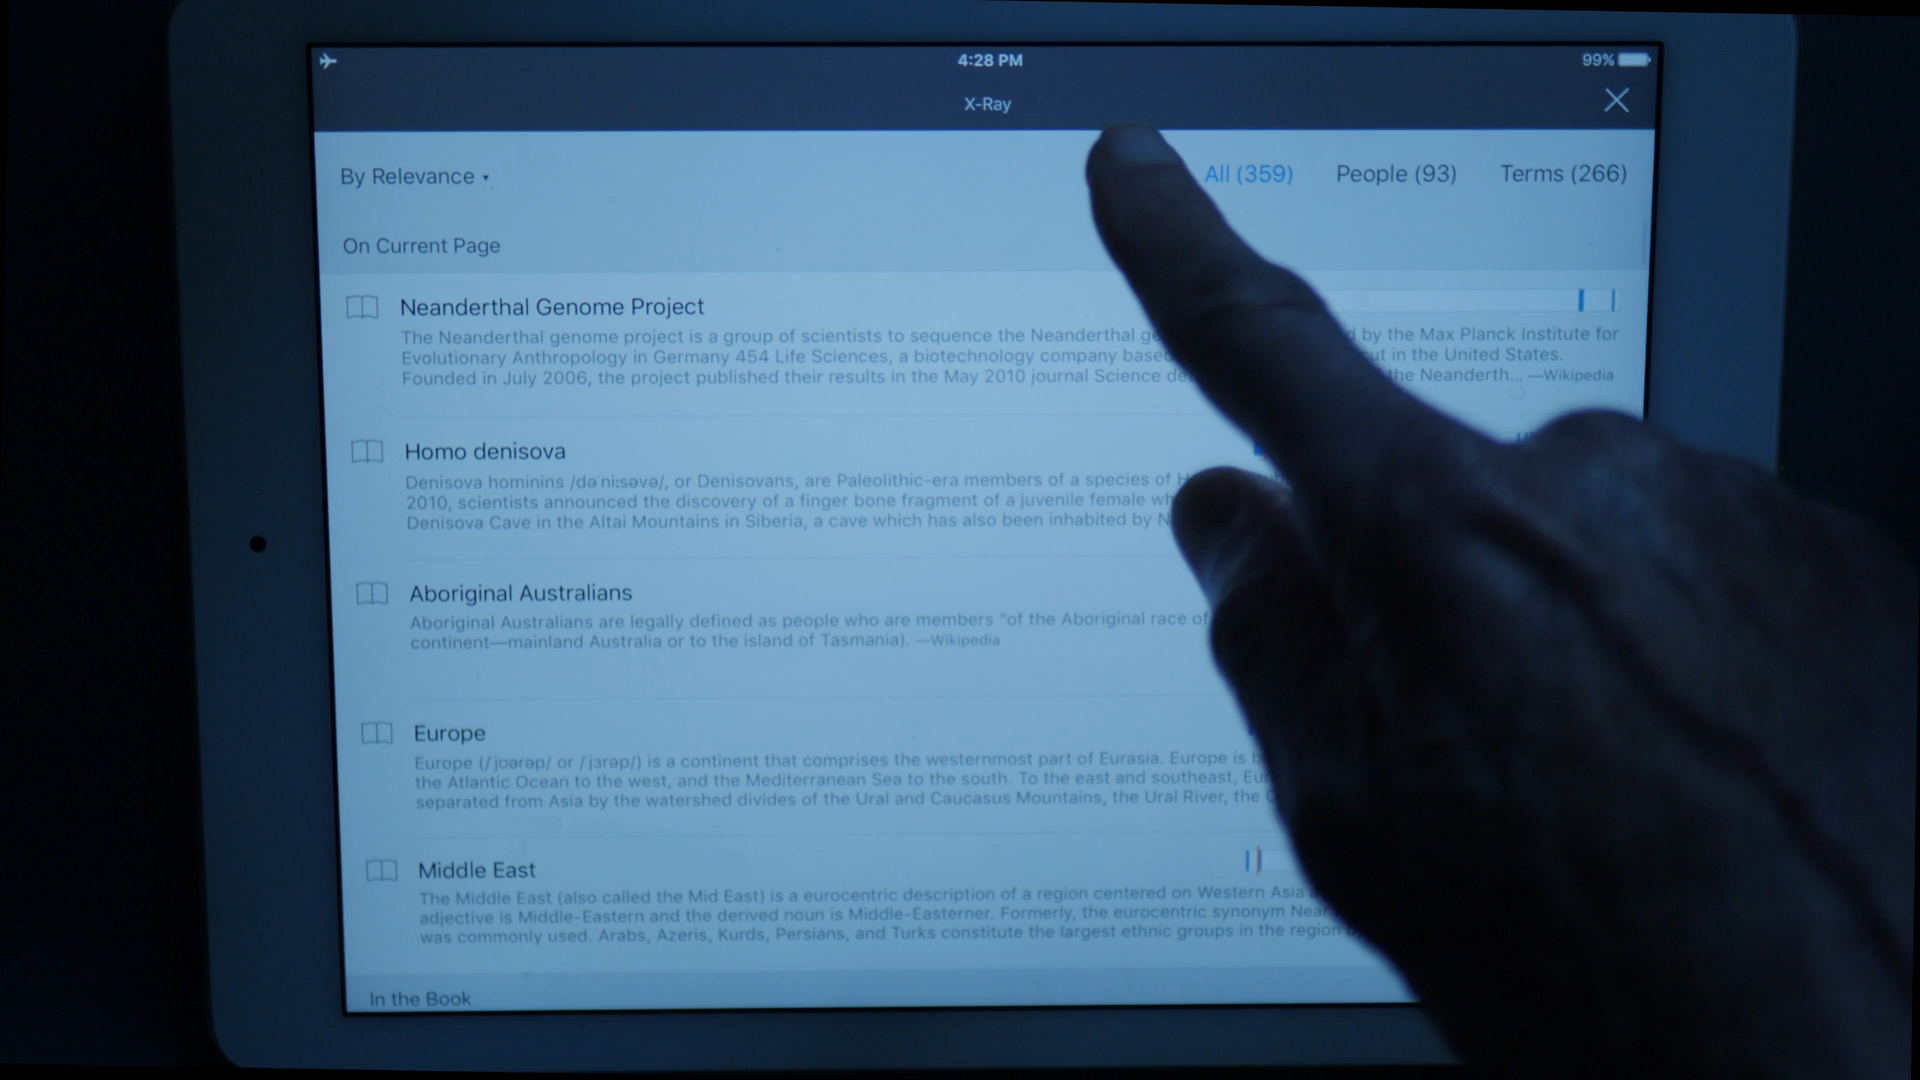 4:28 PM
99%
X-Ray
By Relevance
All (359)
People (93)
Terms (266)
On Current Page
Neanderthal Genome Project
The Neanderthal genome project is a group of scientists to sequence the Neanderthal by the Max Planck Institute for
Evolutionary Anthropology in Germany 454 Life Sciences, a biotechnology company in the United States.
Founded in July 2006, the project published their results in the May 2010 journal Science the Neanderth... —Wikipedia
Homo denisova
Denisova hominins /dəˈniːsəvə/, or Denisovans, are Paleolithic-era members of a species of
2010, scientists announced the discovery of a finger bone fragment of a juvenile female
Denisova Cave in the Altai Mountains in Siberia, a cave which has also been inhabited by
Aboriginal Australians
Aboriginal Australians are legally defined as people who are members "of the Aboriginal race of
continent—mainland Australia or to the island of Tasmania). —Wikipedia
Europe
Europe (/ˈjʊərəp/ or /ˈjɜrəp/) is a continent that comprises the westernmost part of Eurasia. Europe is
the Atlantic Ocean to the west, and the Mediterranean Sea to the south. To the east and southeast,
separated from Asia by the watershed divides of the Ural and Caucasus Mountains, the Ural River, the
Middle East
The Middle East (also called the Mid East) is a eurocentric description of a region centered on Western Asia
adjective is Middle-Eastern and the derived noun is Middle-Easterner. Formerly, the eurocentric synonym Near
was commonly used. Arabs, Azeris, Kurds, Persians, and Turks constitute the largest ethnic groups in the region
In the Book